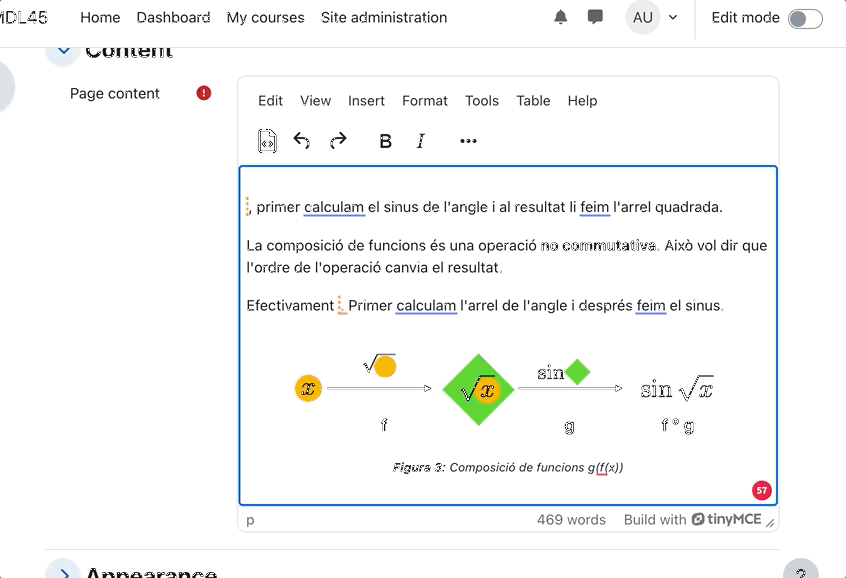 MDL45 Home Dashboard My courses Site administration AU Edit mode
Content
Page content
Edit View Insert Format Tools Table Help
B I
, primer calculam el sinus de l'angle i al resultat li feim l'arrel quadrada.
La composició de funcions és una operació no commutativa. Això vol dir que
l'ordre de l'operació canvia el resultat.
Efectivament . Primer calculam l'arrel de l'angle i després feim el sinus.
√ sin
x √x sin √x
f g f ∘ g
Figura 3: Composició de funcions g(f(x))
57
p 469 words Build with tinyMCE
Appearance
?